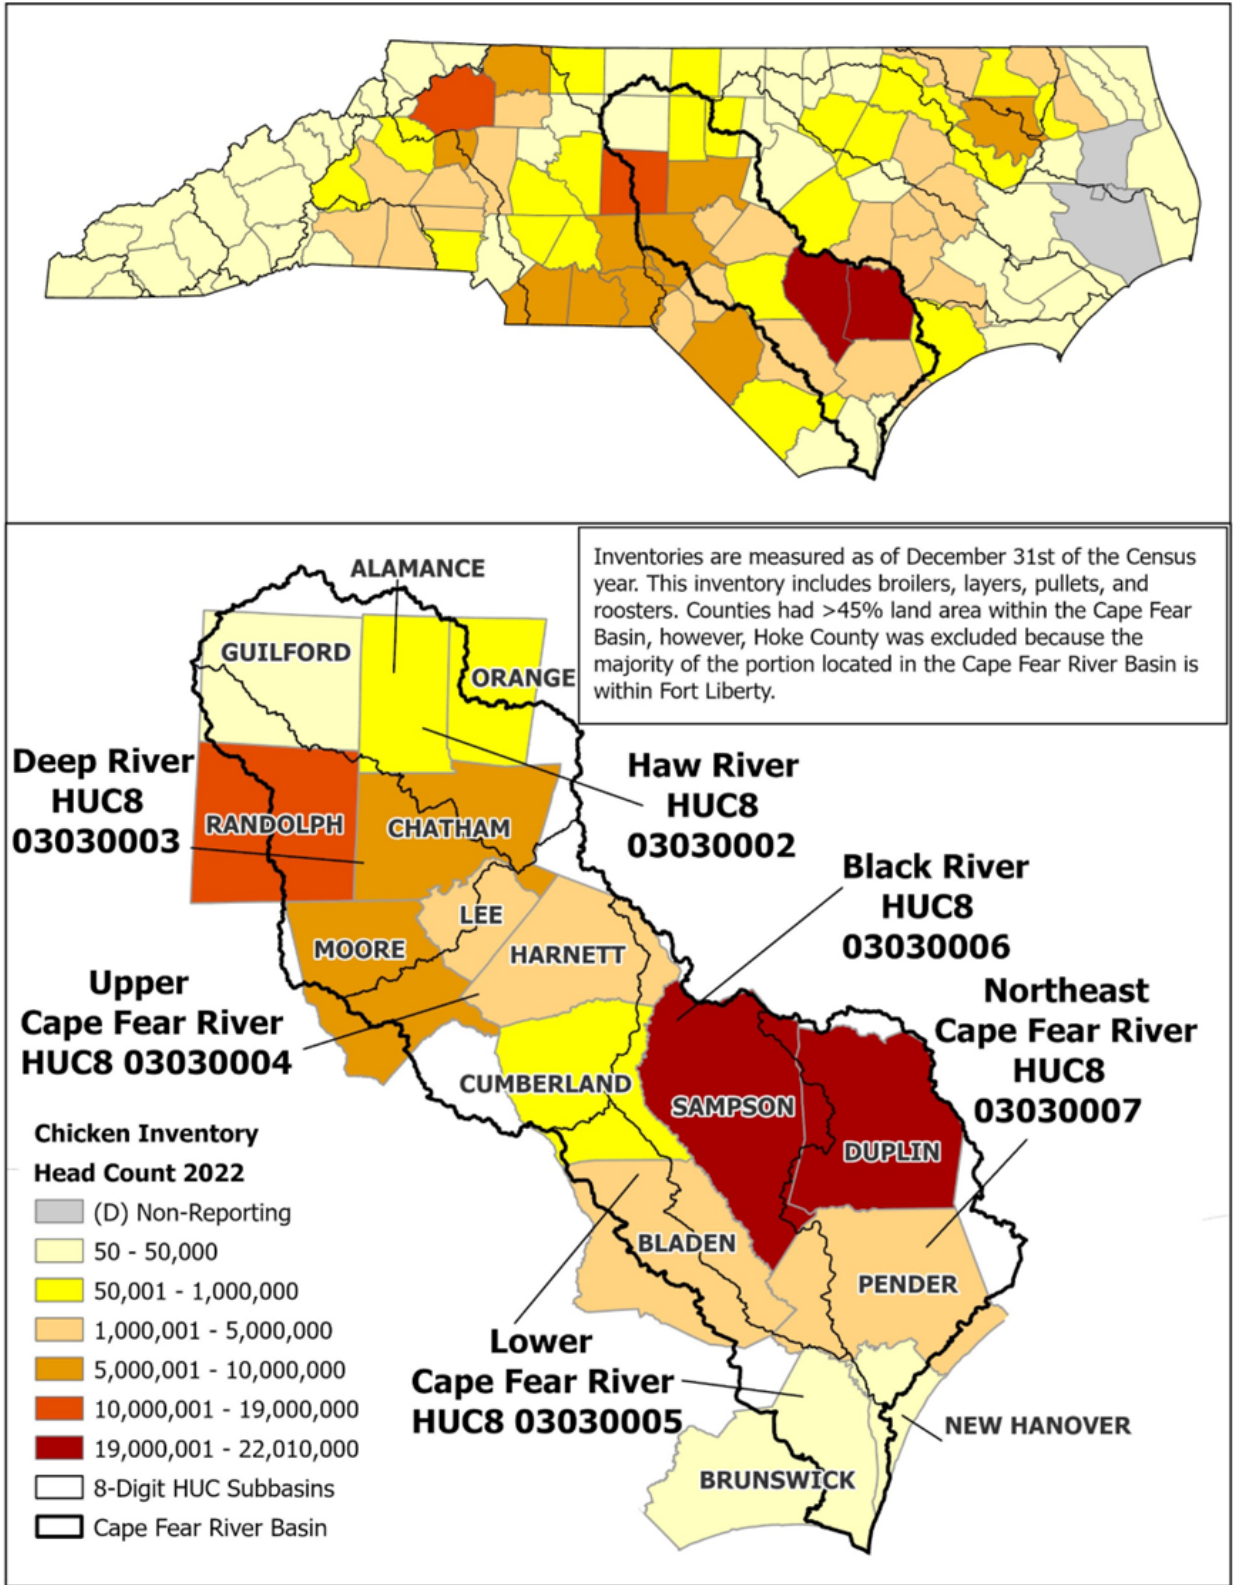 Inventories are measured as of December 31st of the Census
year. This inventory includes broilers, layers, pullets, and
roosters. Counties had >45% land area within the Cape Fear
Basin, however, Hoke County was excluded because the
majority of the portion located in the Cape Fear River Basin is
within Fort Liberty.
ALAMANCE
GUILFORD
ORANGE
Deep River
HUC8
03030003
Haw River
HUC8
03030002
RANDOLPH
CHATHAM
Black River
HUC8
03030006
LEE
MOORE
HARNETT
Upper
Cape Fear River
HUC8 03030004
Northeast
Cape Fear River
HUC8
03030007
CUMBERLAND
SAMPSON
DUPLIN
Chicken Inventory
Head Count 2022
(D) Non-Reporting
50 - 50,000
50,001 - 1,000,000
1,000,001 - 5,000,000
5,000,001 - 10,000,000
10,000,001 - 19,000,000
19,000,001 - 22,010,000
8-Digit HUC Subbasins
Cape Fear River Basin
BLADEN
PENDER
Lower
Cape Fear River
HUC8 03030005
NEW HANOVER
BRUNSWICK